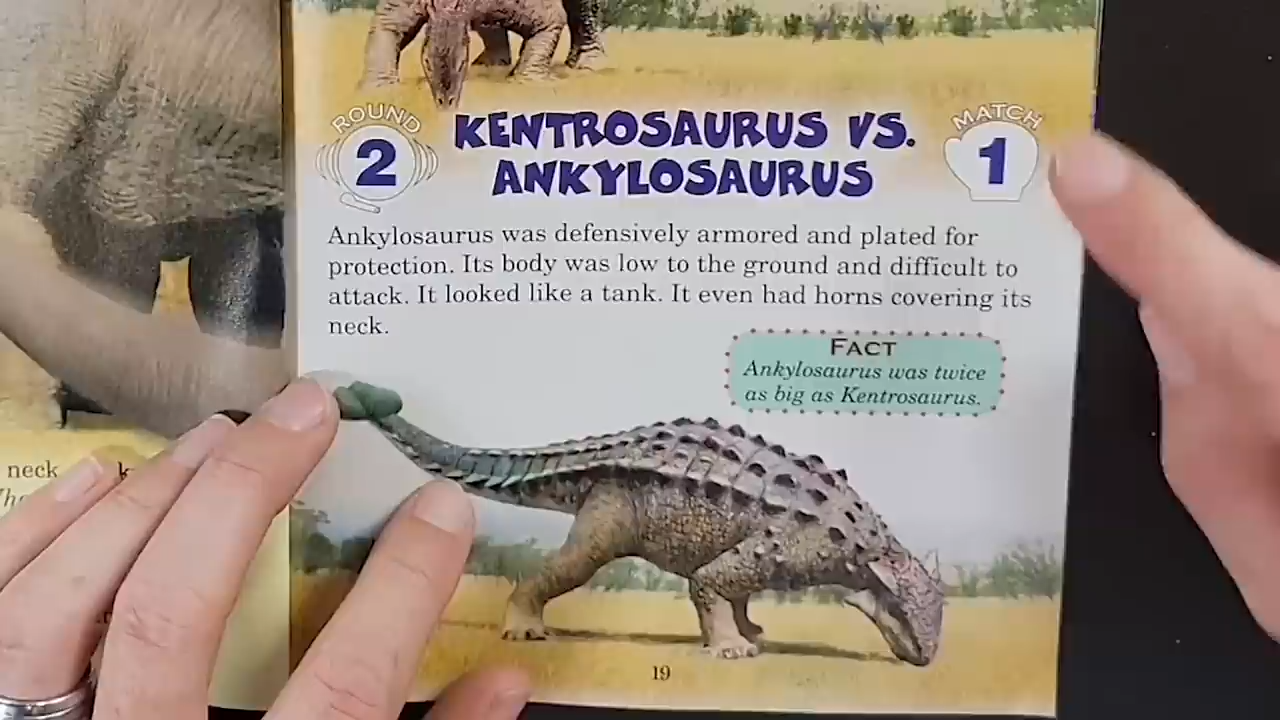 ROUND
2
KENTROSAURUS VS.
ANKYLOSAURUS
MATCH
1
Ankylosaurus was defensively armored and plated for
protection. Its body was low to the ground and difficult to
attack. It looked like a tank. It even had horns covering its
neck.
FACT
Ankylosaurus was twice
as big as Kentrosaurus.
neck
19